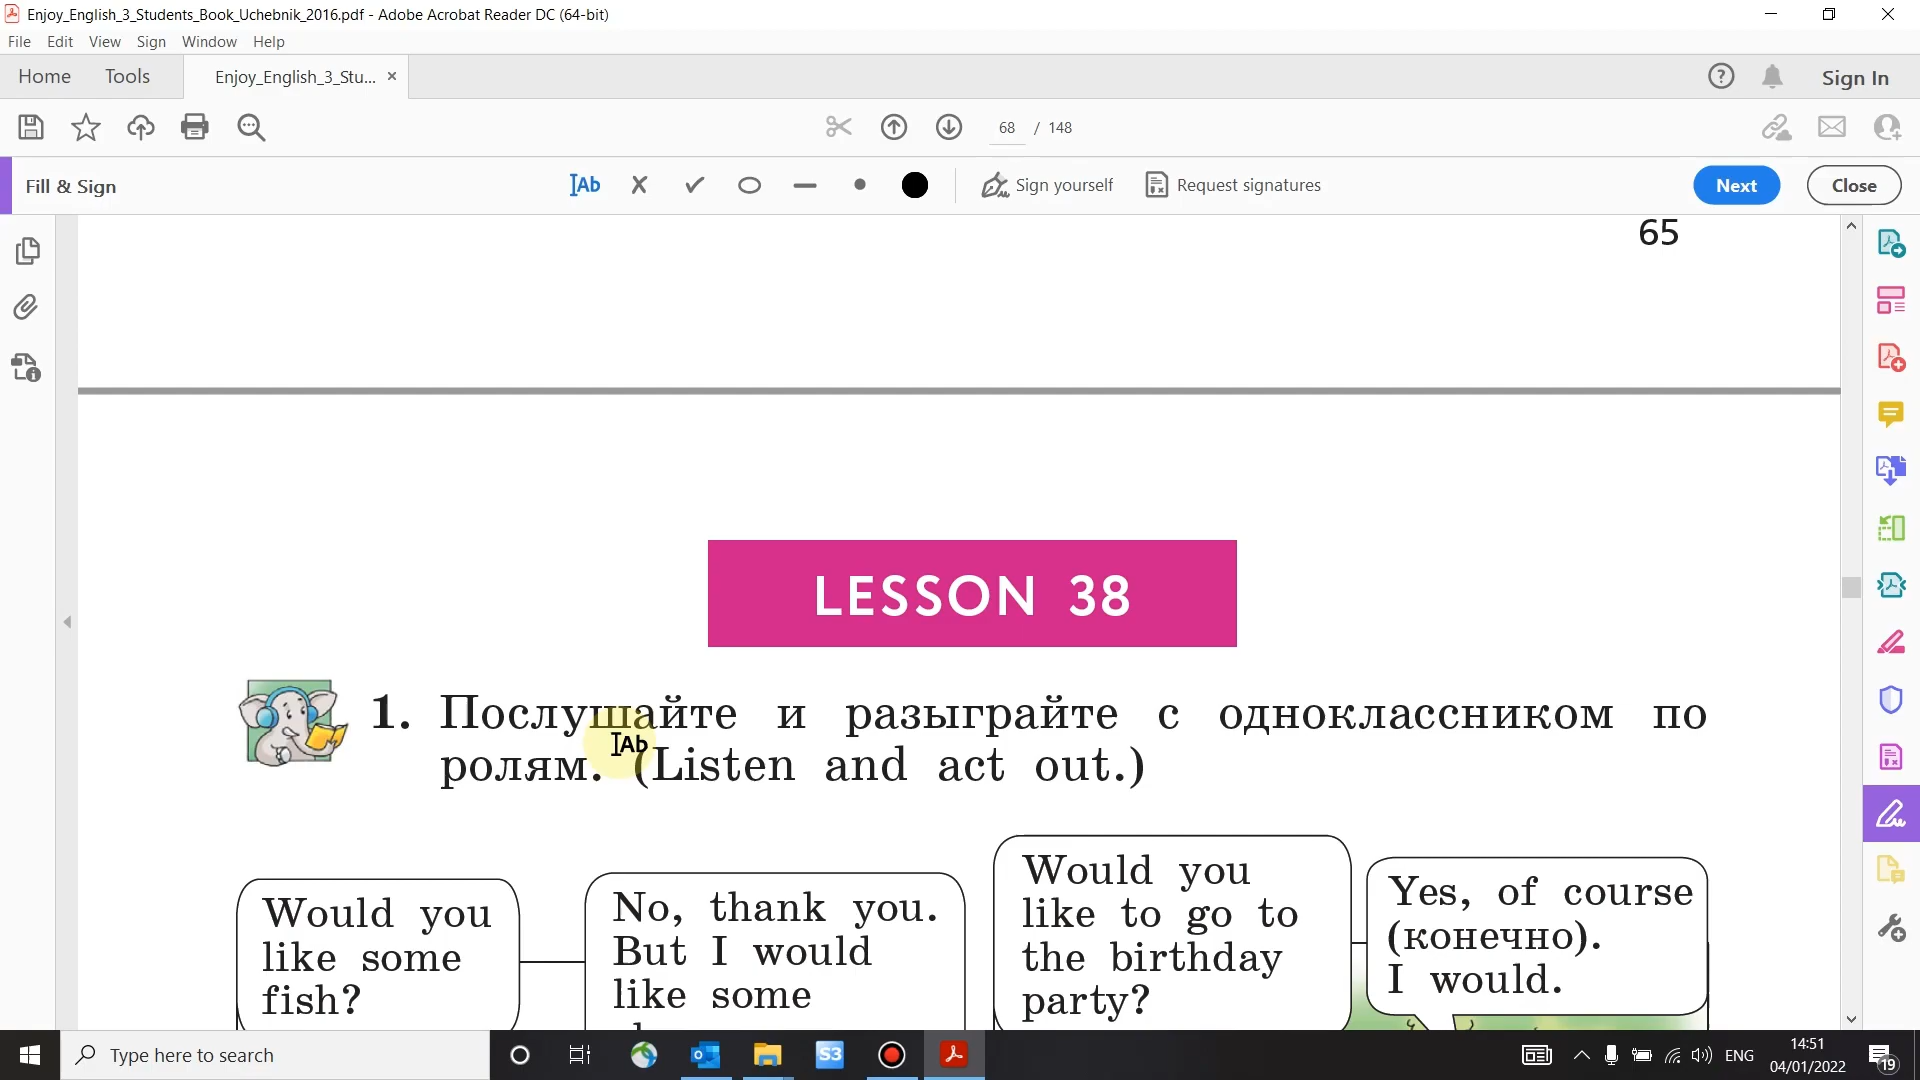 Enjoy_English_3_Students_Book_Uchebnik_2016.pdf - Adobe Acrobat Reader DC (64-bit)
File Edit View Sign Window Help
Home Tools Enjoy_English_3_Stu... ×
Sign In
68 / 148
Fill & Sign
Ab
Sign yourself
Request signatures
Next
Close
65
LESSON 38
1. Послушайте и разыграйте с одноклассником по
ролям. (Listen and act out.)
Ab
Would you
like some
fish?
No, thank you.
But I would
like some
Would you
like to go to
the birthday
party?
Yes, of course
(конечно).
I would.
Type here to search
S3
ENG
14:51
04/01/2022
19